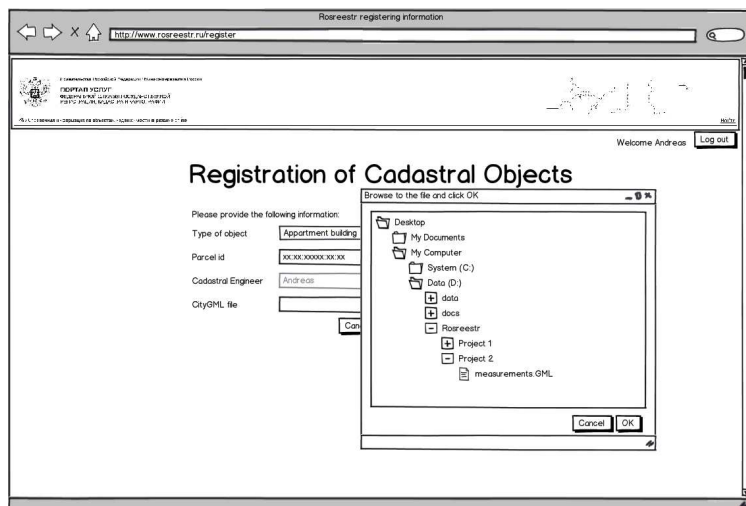 Rosreestr registering information
http://www.rosreestr.ru/register
ПОРТАЛ УСЛУГ
Welcome Andreas Log out
Registration of Cadastral Objects
Please provide the following information:
Type of object Appartment building
Parcel id xx:xx:xxxxx:xx:xx
Cadastral Engineer Andreas
CityGML file
Can
Browse to the file and click OK
Desktop
My Documents
My Computer
System (C:)
Data (D:)
data
docs
Rosreestr
Project 1
Project 2
measurements.GML
Cancel OK